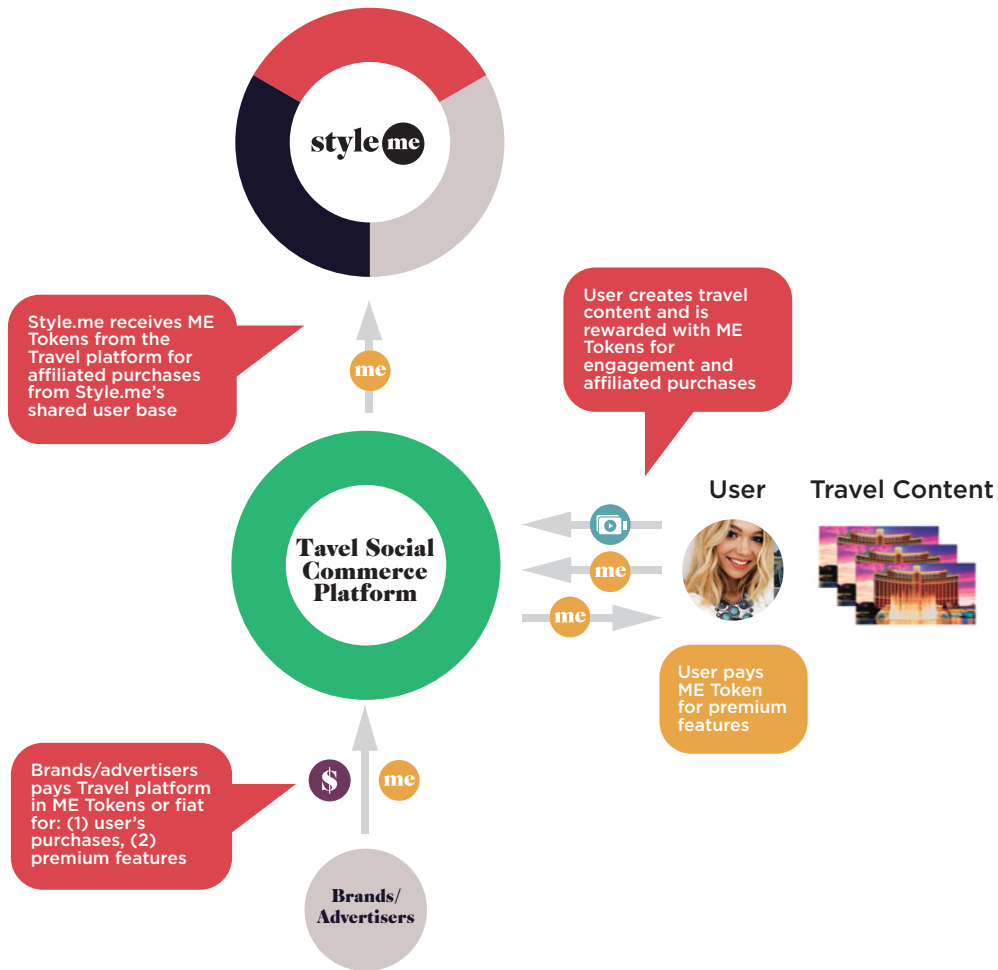 style me
Style.me receives ME
Tokens from the
Travel platform for
affiliated purchases
from Style.me's
shared user base
me
User creates travel
content and is
rewarded with ME
Tokens for
engagement and
affiliated purchases
User
Travel Content
Tavel Social
Commerce
Platform
me
me
User pays
ME Token
for premium
features
Brands/advertisers
pays Travel platform
in ME Tokens or fiat
for: (1) user's
purchases, (2)
premium features
$
me
Brands/
Advertisers